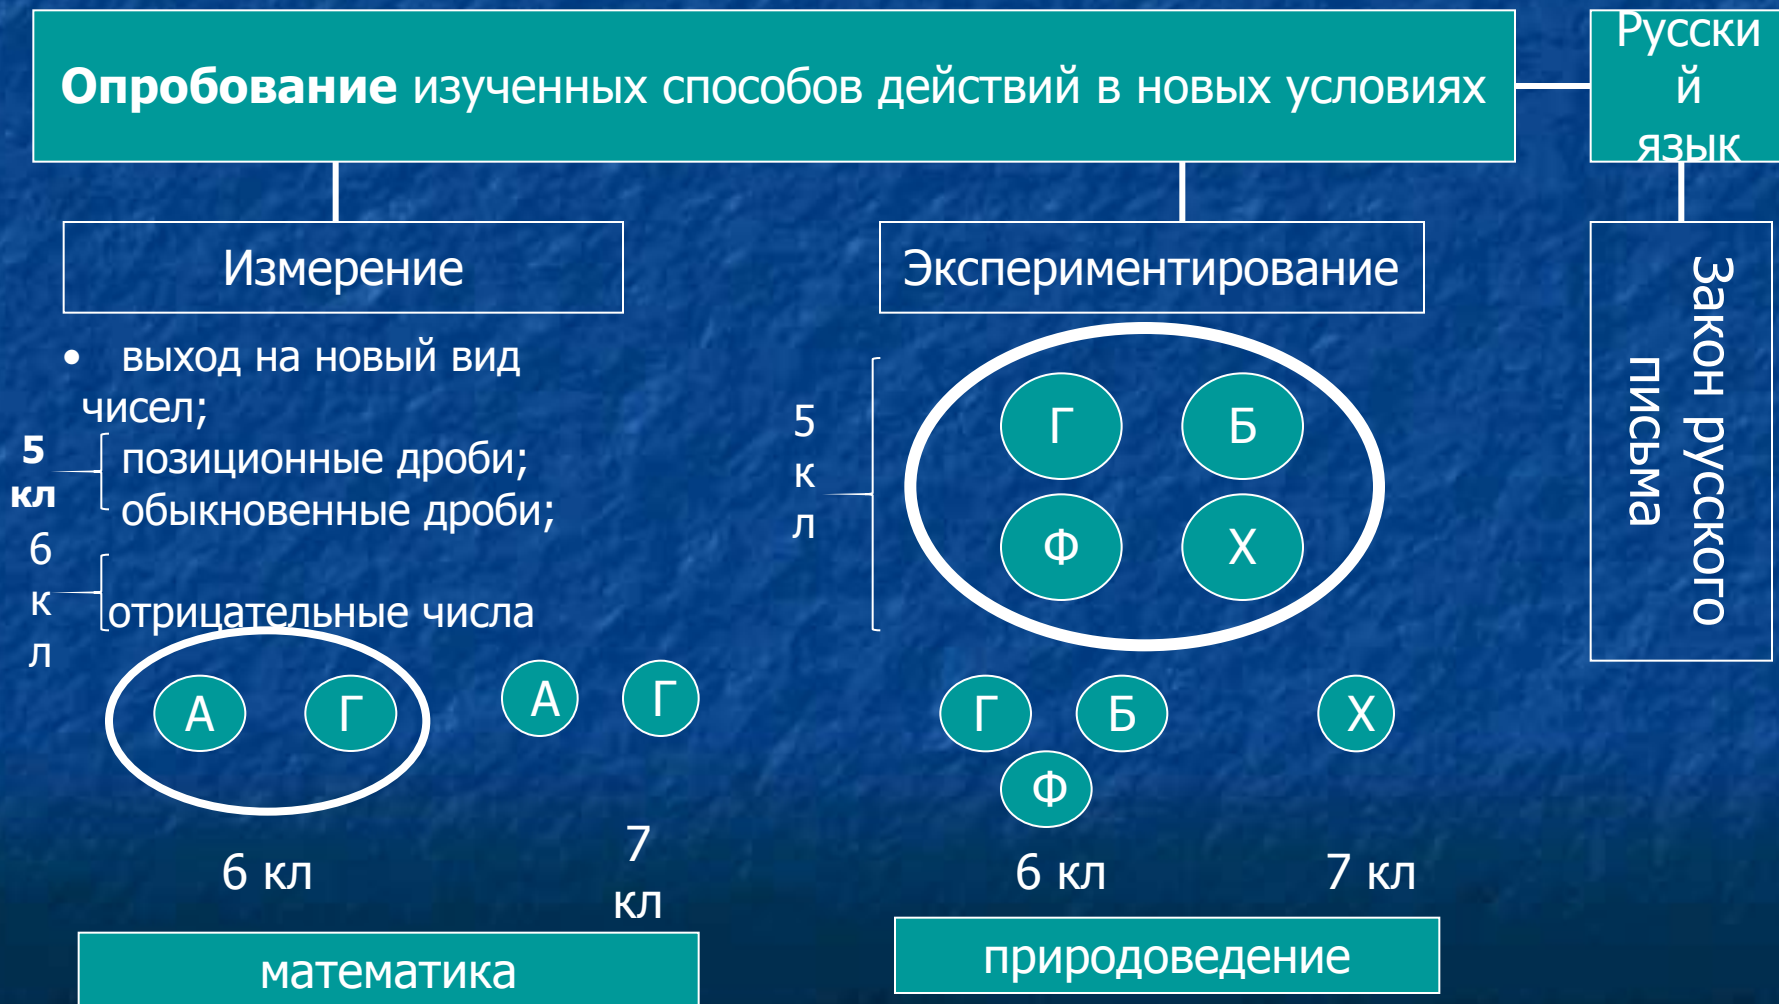 Опробование изученных способов действий в новых условиях
Русски
й
язык
Измерение
Экспериментирование
Закон русского
письма
• выход на новый вид
чисел;
5
кл
позиционные дроби;
обыкновенные дроби;
6
к
л
отрицательные числа
А Г
А Г
6 кл
7
кл
математика
5
к
л
Г Б
Ф Х
Г Б
Ф
Х
6 кл
7 кл
природоведение